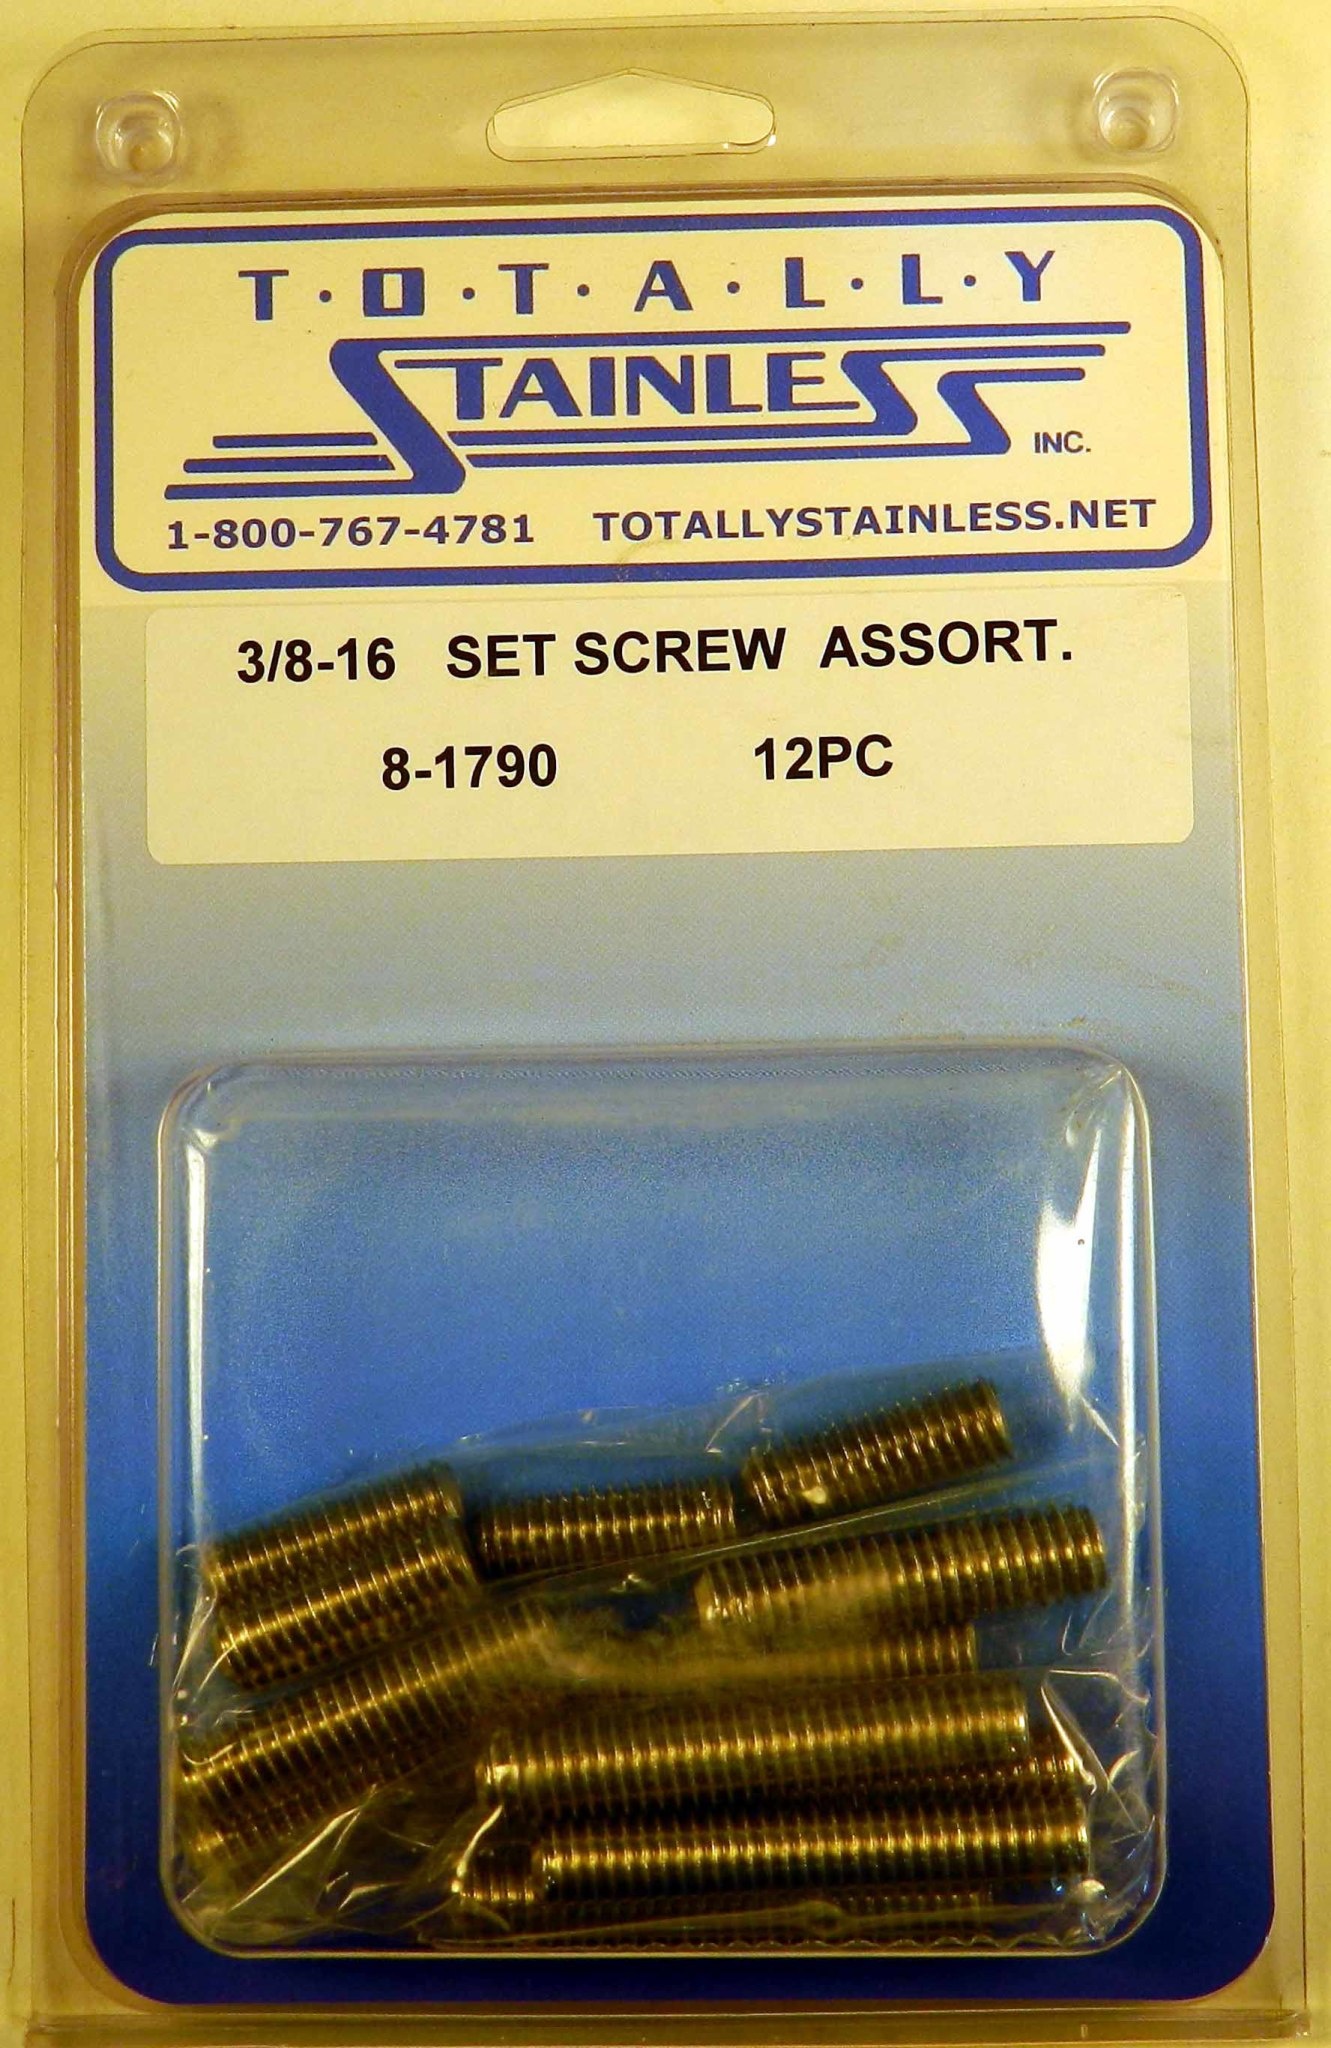 T·O·T·A·L·L·Y
STAINLESS INC.
1-800-767-4781 TOTALLYSTAINLESS.NET
3/8-16 SET SCREW ASSORT.
8-1790 12PC